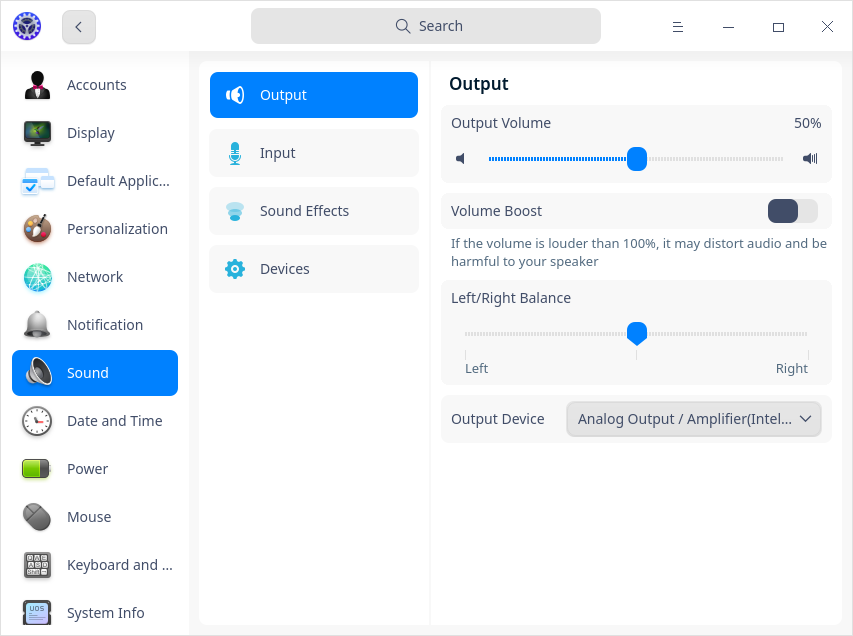 Search
Accounts
Display
Default Applic...
Personalization
Network
Notification
Sound
Date and Time
Power
Mouse
Keyboard and ...
UOS
System Info
Output
Input
Sound Effects
Devices
Output
Output Volume 50%
Volume Boost
If the volume is louder than 100%, it may distort audio and be
harmful to your speaker
Left/Right Balance
Left Right
Output Device Analog Output / Amplifier(Intel...